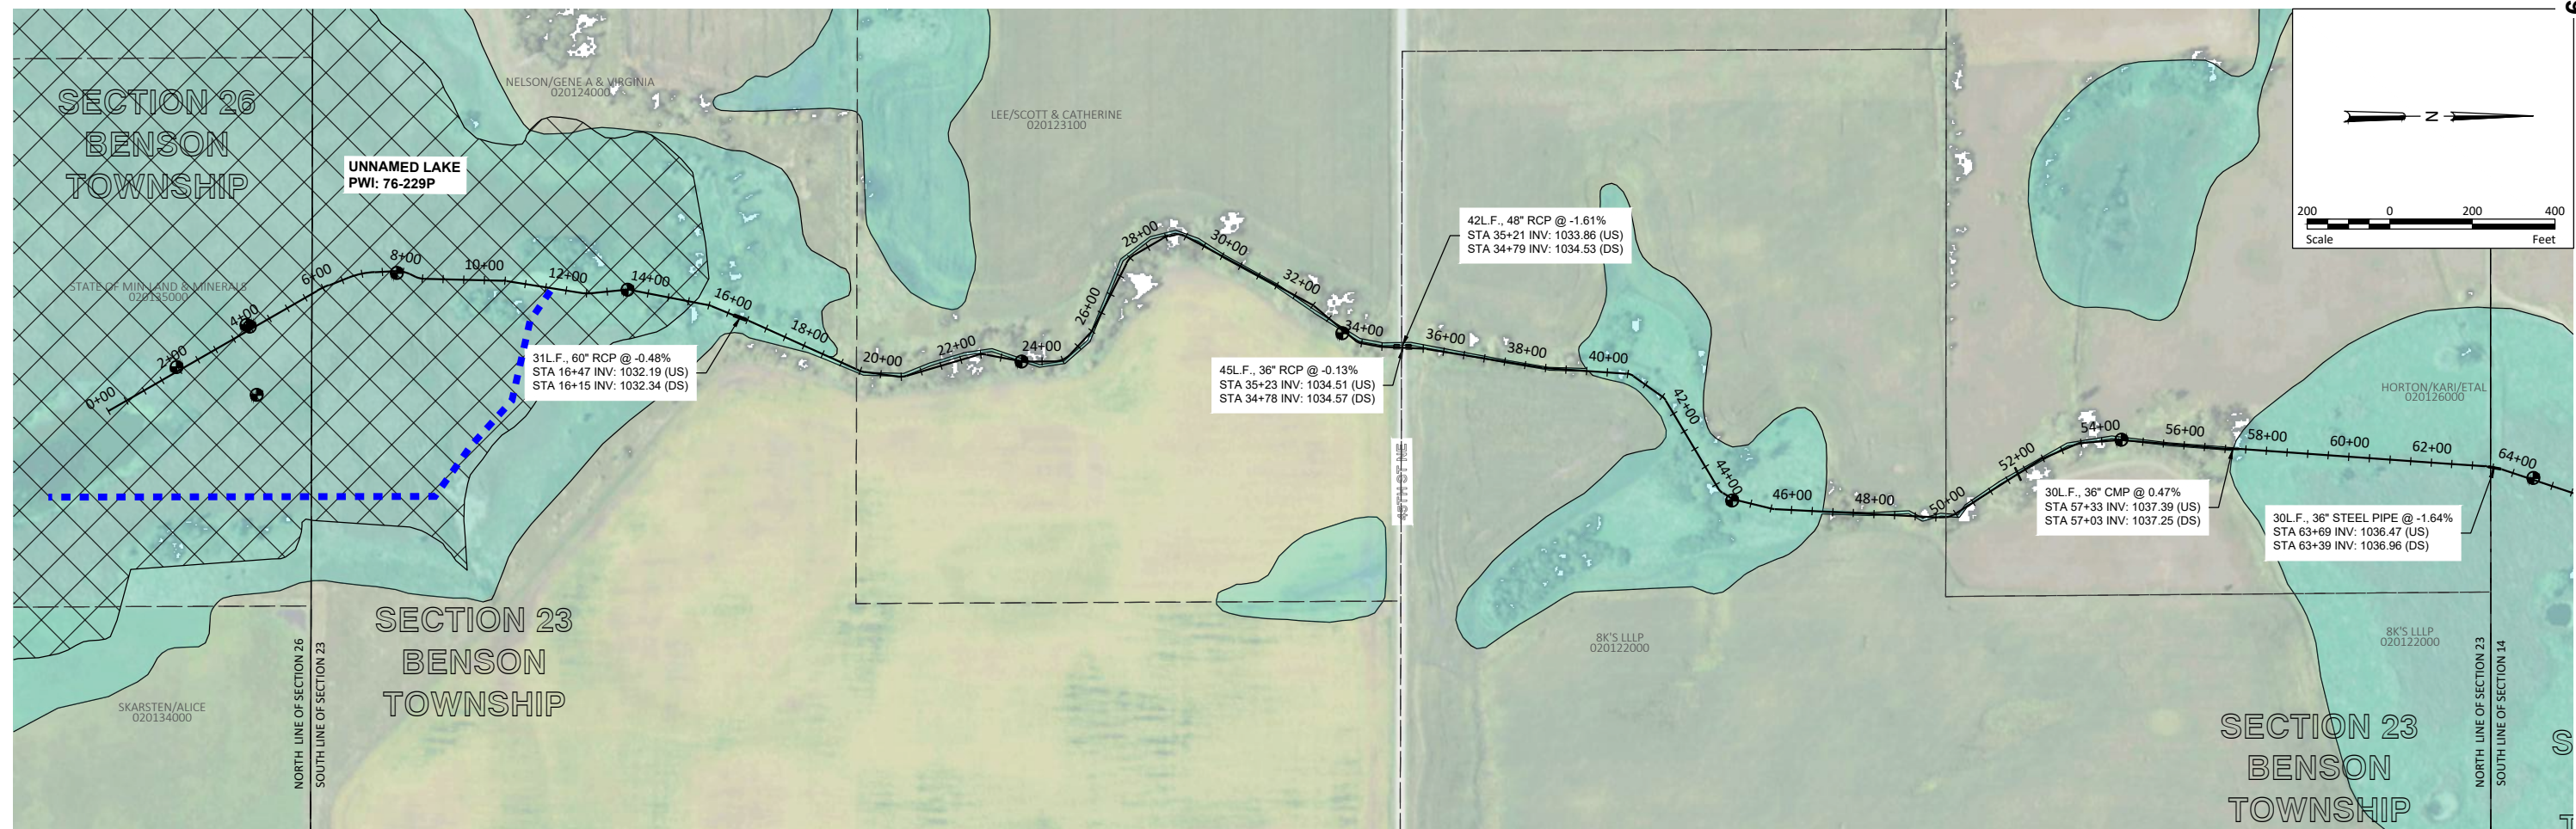 SECTION 26
BENSON
TOWNSHIP
UNNAMED LAKE
PWI: 76-229P
NELSON/GENE A & VIRGINIA
020124000
LEE/SCOTT & CATHERINE
020123100
STATE OF MIN LAND & MINERALS
020135000
0+00
2+00
4+00
6+00
8+00
10+00
12+00
14+00
16+00
18+00
20+00
22+00
24+00
26+00
28+00
30+00
32+00
34+00
36+00
38+00
40+00
42+00
44+00
46+00
48+00
50+00
52+00
54+00
56+00
58+00
60+00
62+00
64+00
31L.F., 60" RCP @ -0.48%
STA 16+47 INV: 1032.19 (US)
STA 16+15 INV: 1032.34 (DS)
45L.F., 36" RCP @ -0.13%
STA 35+23 INV: 1034.51 (US)
STA 34+78 INV: 1034.57 (DS)
42L.F., 48" RCP @ -1.61%
STA 35+21 INV: 1033.86 (US)
STA 34+79 INV: 1034.53 (DS)
30L.F., 36" CMP @ 0.47%
STA 57+33 INV: 1037.39 (US)
STA 57+03 INV: 1037.25 (DS)
30L.F., 36" STEEL PIPE @ -1.64%
STA 63+69 INV: 1036.47 (US)
STA 63+39 INV: 1036.96 (DS)
45TH ST NE
N
200 0 200 400
Scale Feet
HORTON/KARI/ETAL
020126000
8K'S LLLP
020122000
8K'S LLLP
020122000
SKARSTEN/ALICE
020134000
NORTH LINE OF SECTION 26
SOUTH LINE OF SECTION 23
SECTION 23
BENSON
TOWNSHIP
NORTH LINE OF SECTION 23
SOUTH LINE OF SECTION 14
SECTION 23
BENSON
TOWNSHIP
S
T